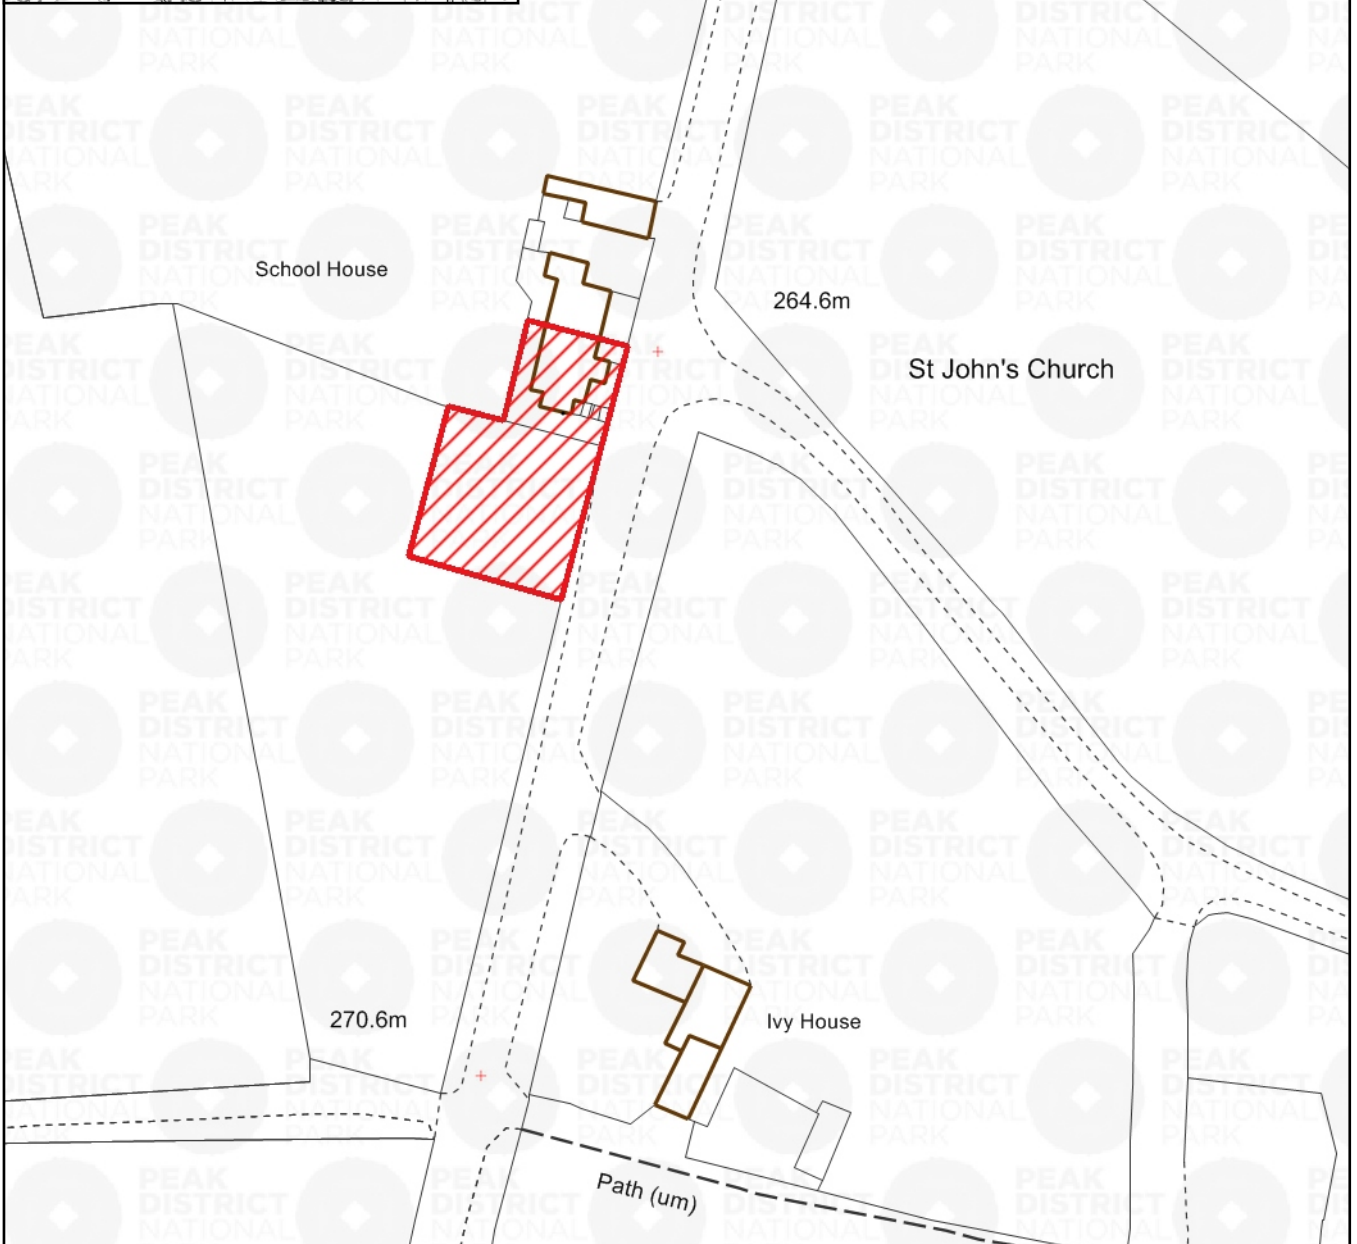 School House
264.6m
St John's Church
270.6m
Ivy House
Path (um)
PEAK
DISTRICT
NATIONAL
PARK